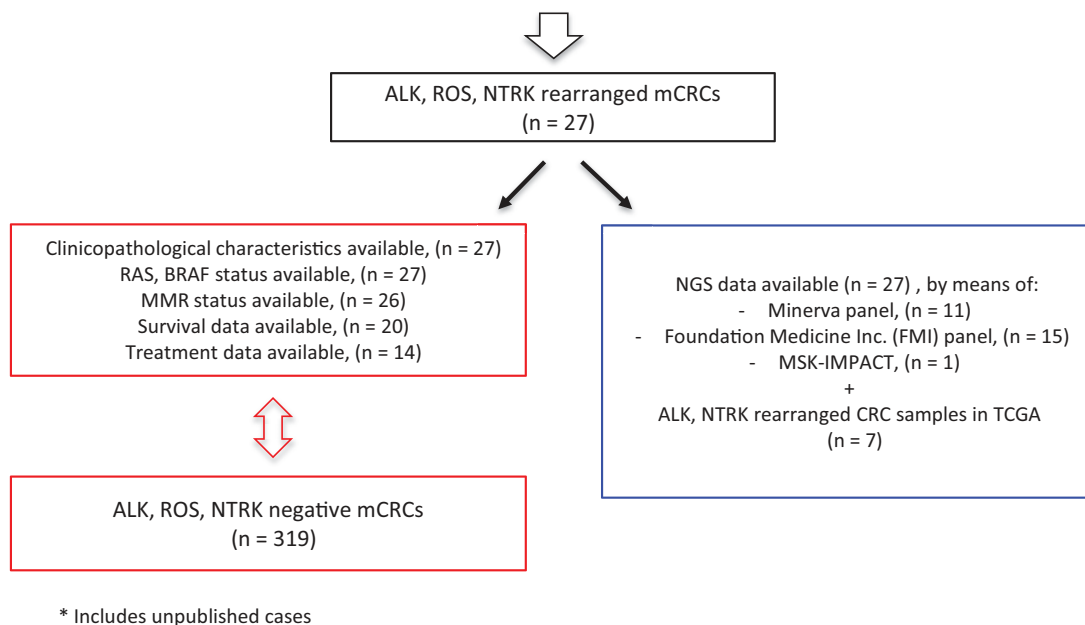 ALK, ROS, NTRK rearranged mCRCs
(n = 27)
Clinicopathological characteristics available, (n = 27)
RAS, BRAF status available, (n = 27)
MMR status available, (n = 26)
Survival data available, (n = 20)
Treatment data available, (n = 14)
NGS data available (n = 27) , by means of:
- Minerva panel, (n = 11)
- Foundation Medicine Inc. (FMI) panel, (n = 15)
- MSK-IMPACT, (n = 1)
+
ALK, NTRK rearranged CRC samples in TCGA
(n = 7)
ALK, ROS, NTRK negative mCRCs
(n = 319)
* Includes unpublished cases